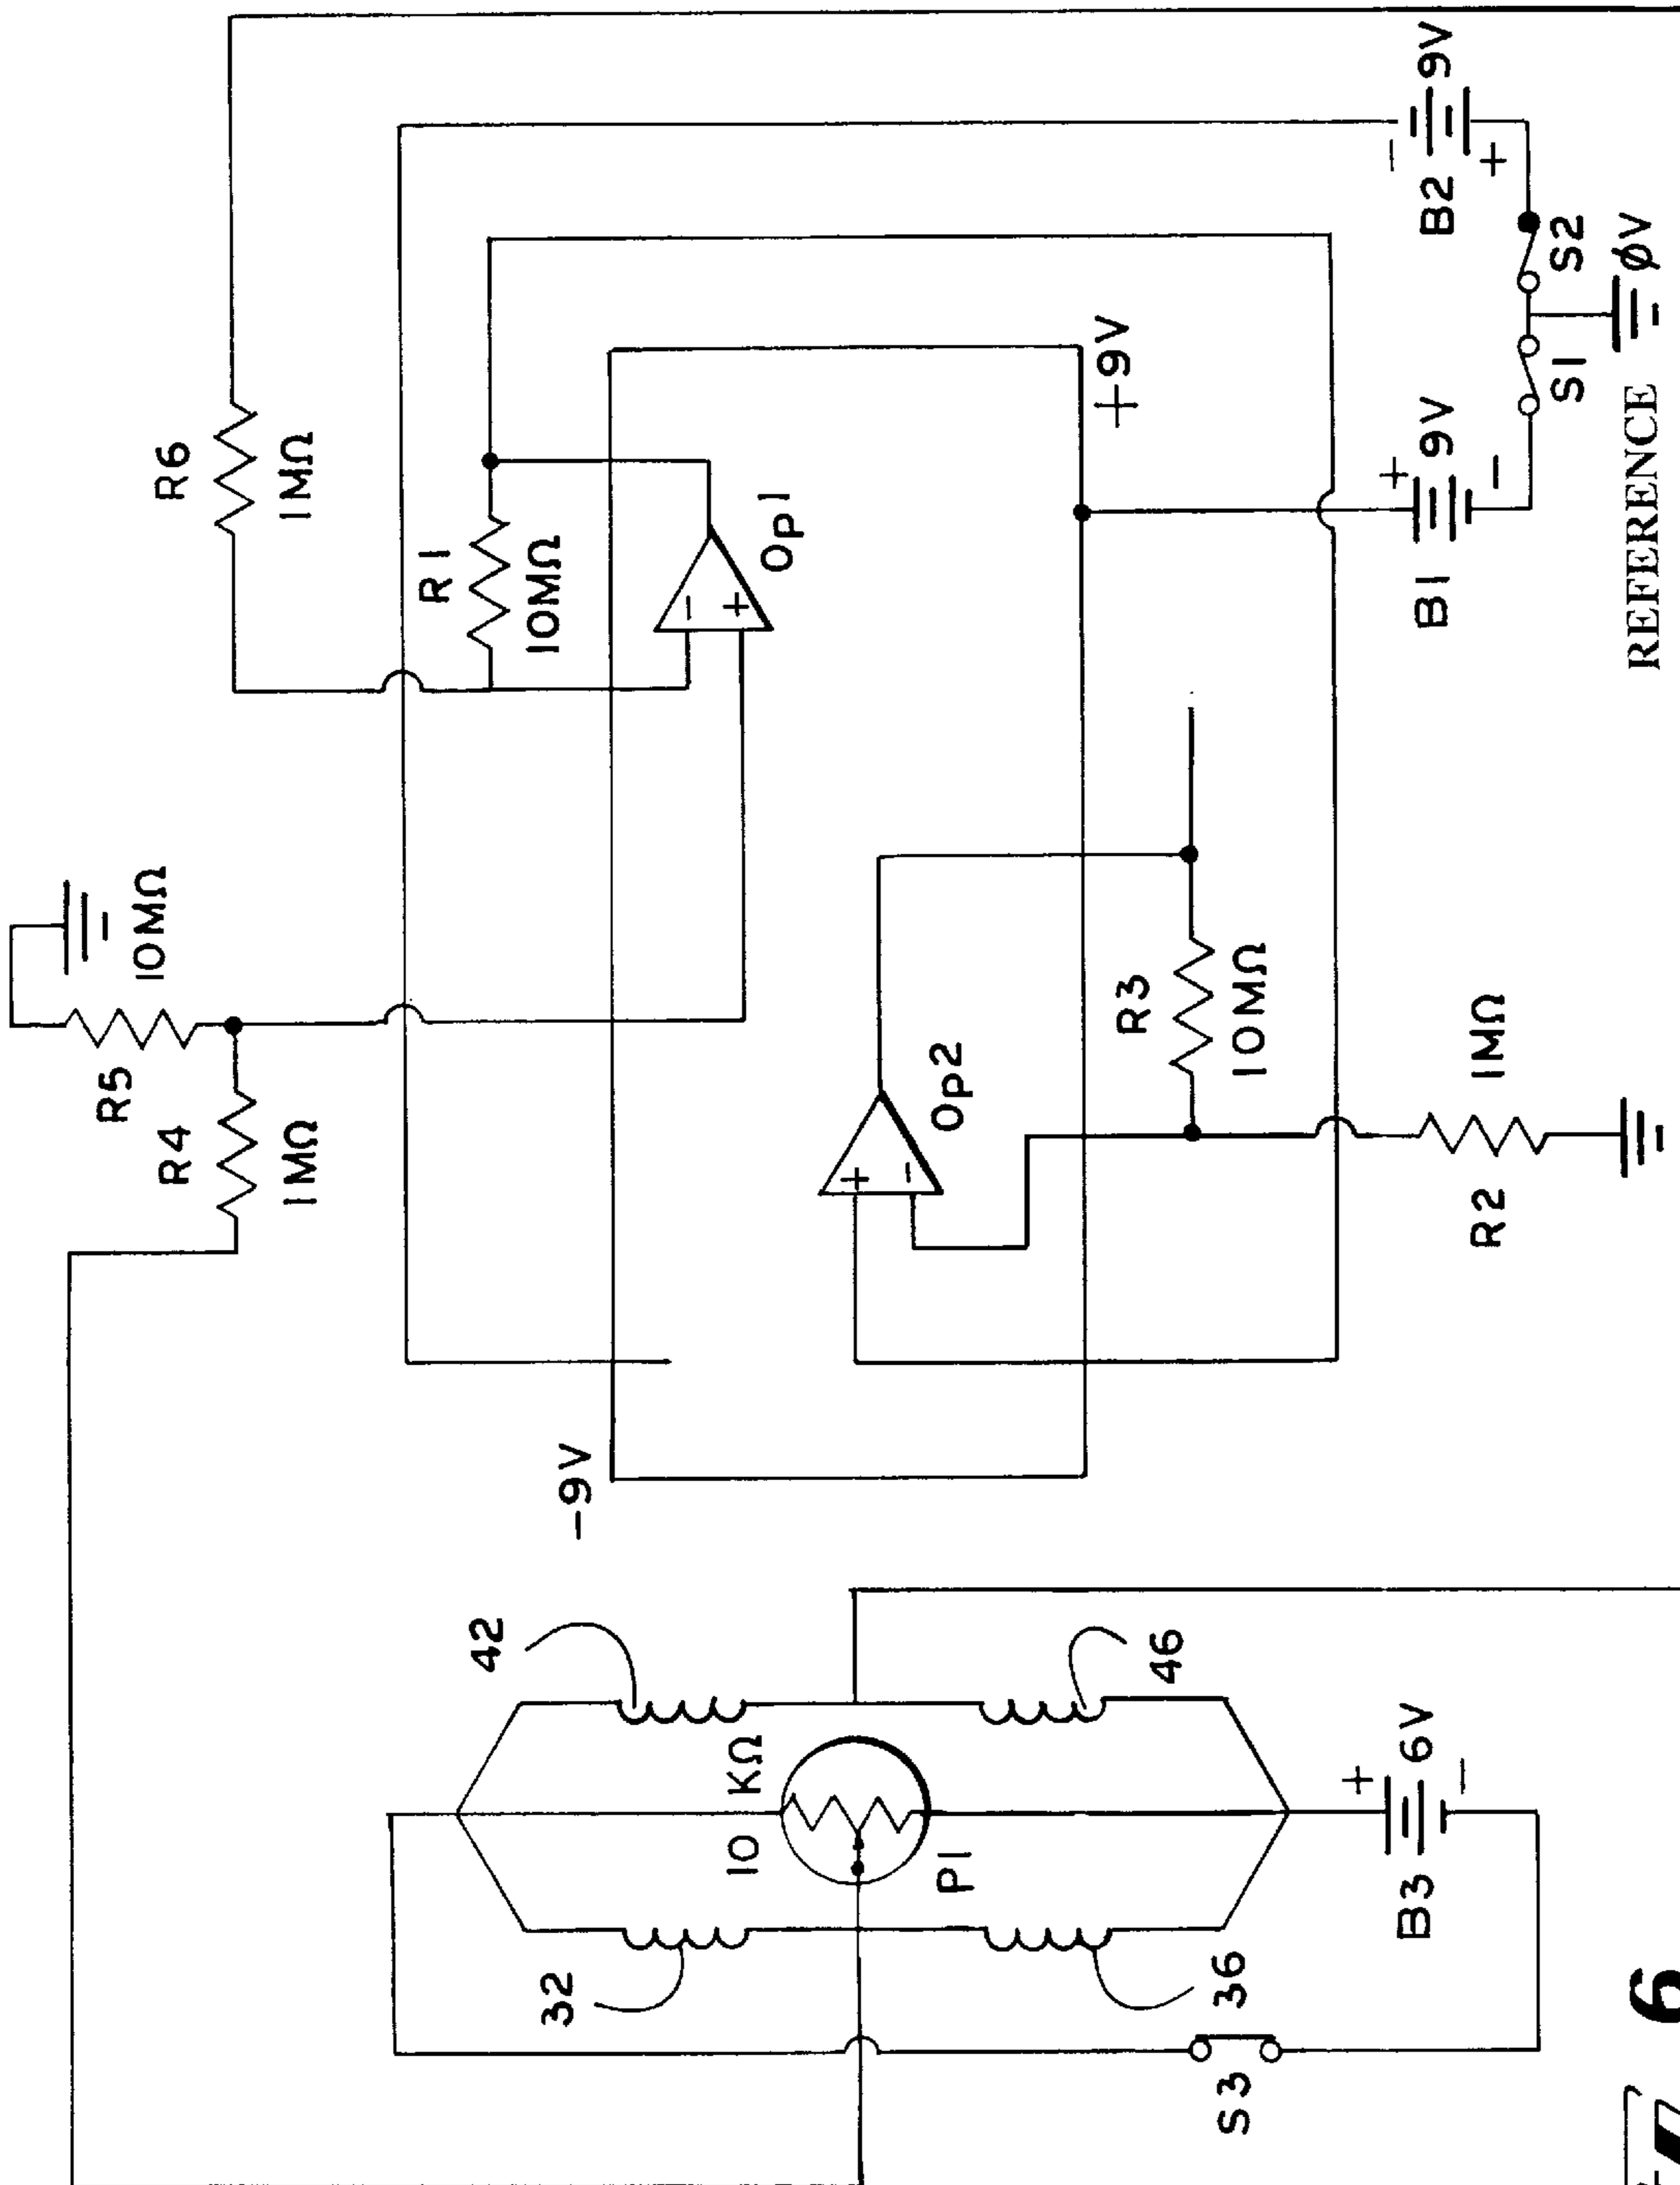 R5
10MΩ
R4
R6
1MΩ
1MΩ
R1
42
10MΩ
32
-9V
10 KΩ
Op1
Op2
P1
+9V
R3
46
36
S3
10MΩ
B3 6V
B1 9V
B2 9V
R2 1MΩ
S1 S2
REFERENCE ØV
6